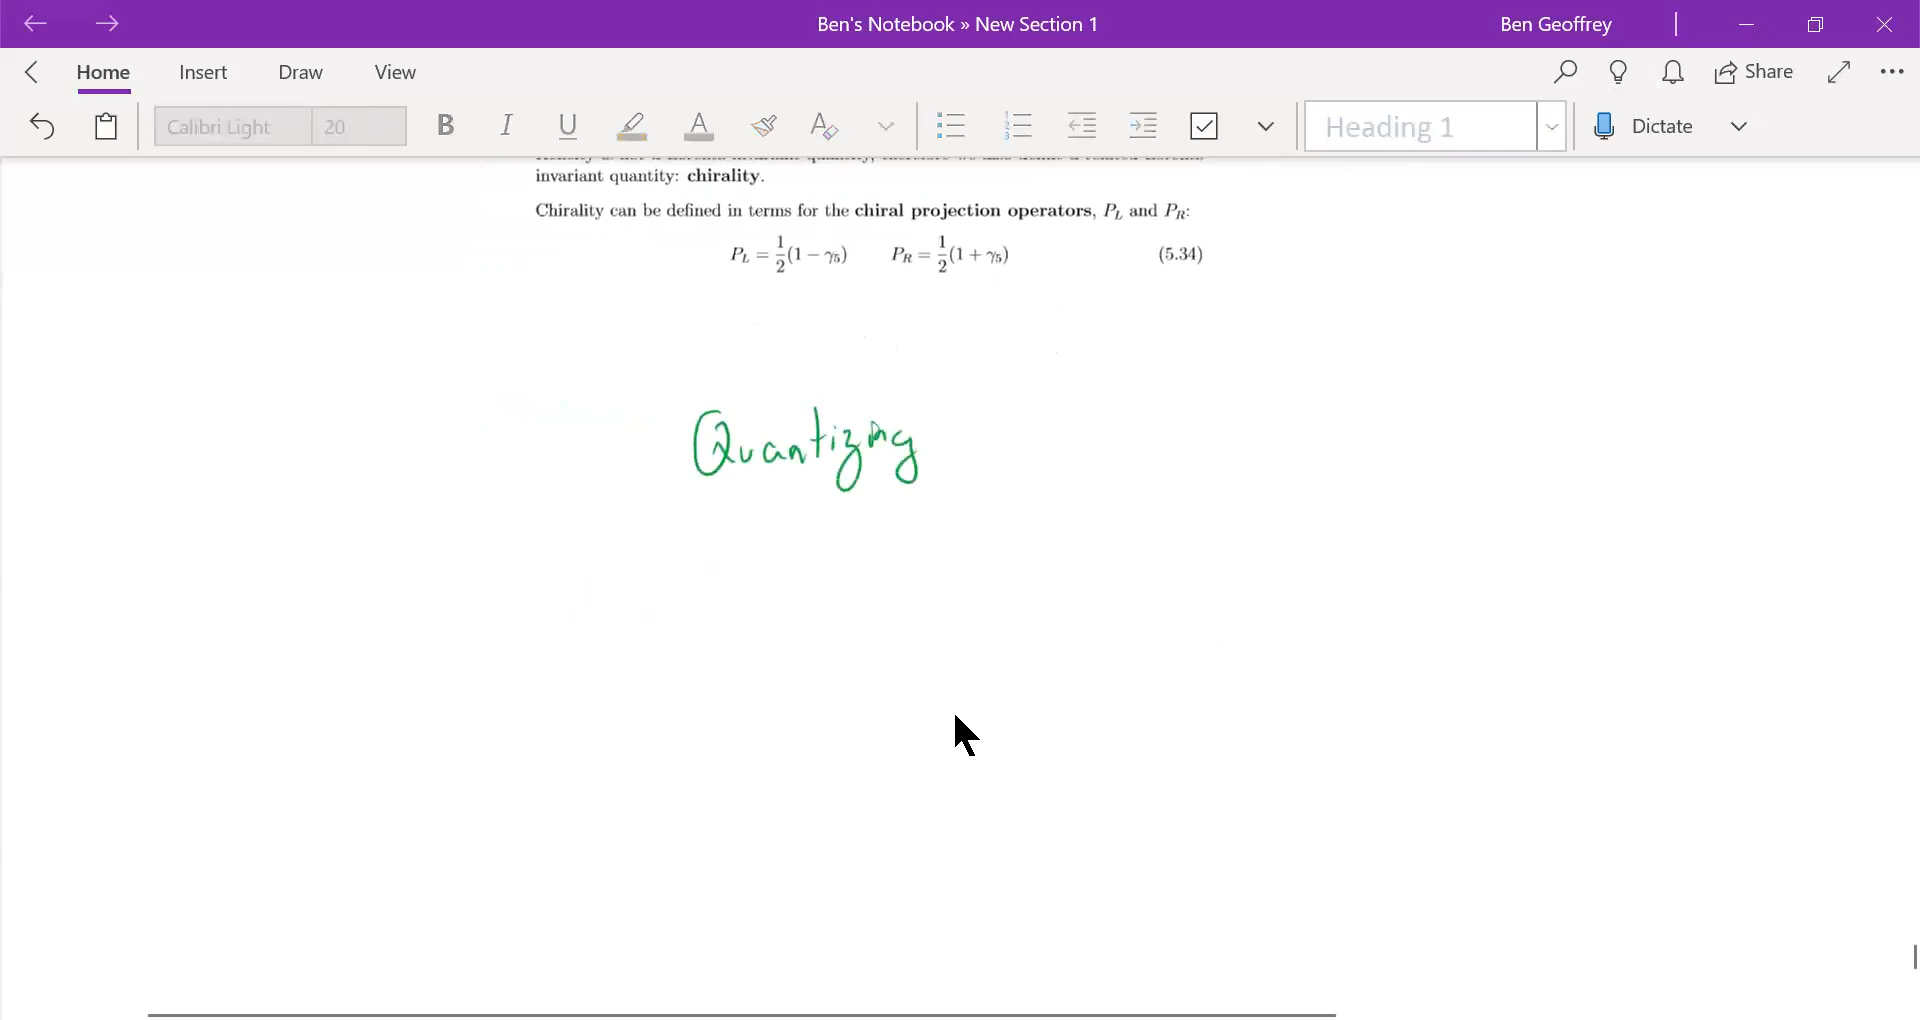 Ben's Notebook » New Section 1
Ben Geoffrey
Home Insert Draw View
Share
Calibri Light 20
B I U
Heading 1
Dictate
invariant quantity: chirality.
Chirality can be defined in terms for the chiral projection operators, P_L and P_R:
P_L = 1/2(1 − γ5) P_R = 1/2(1 + γ5) (5.34)
Quantizing